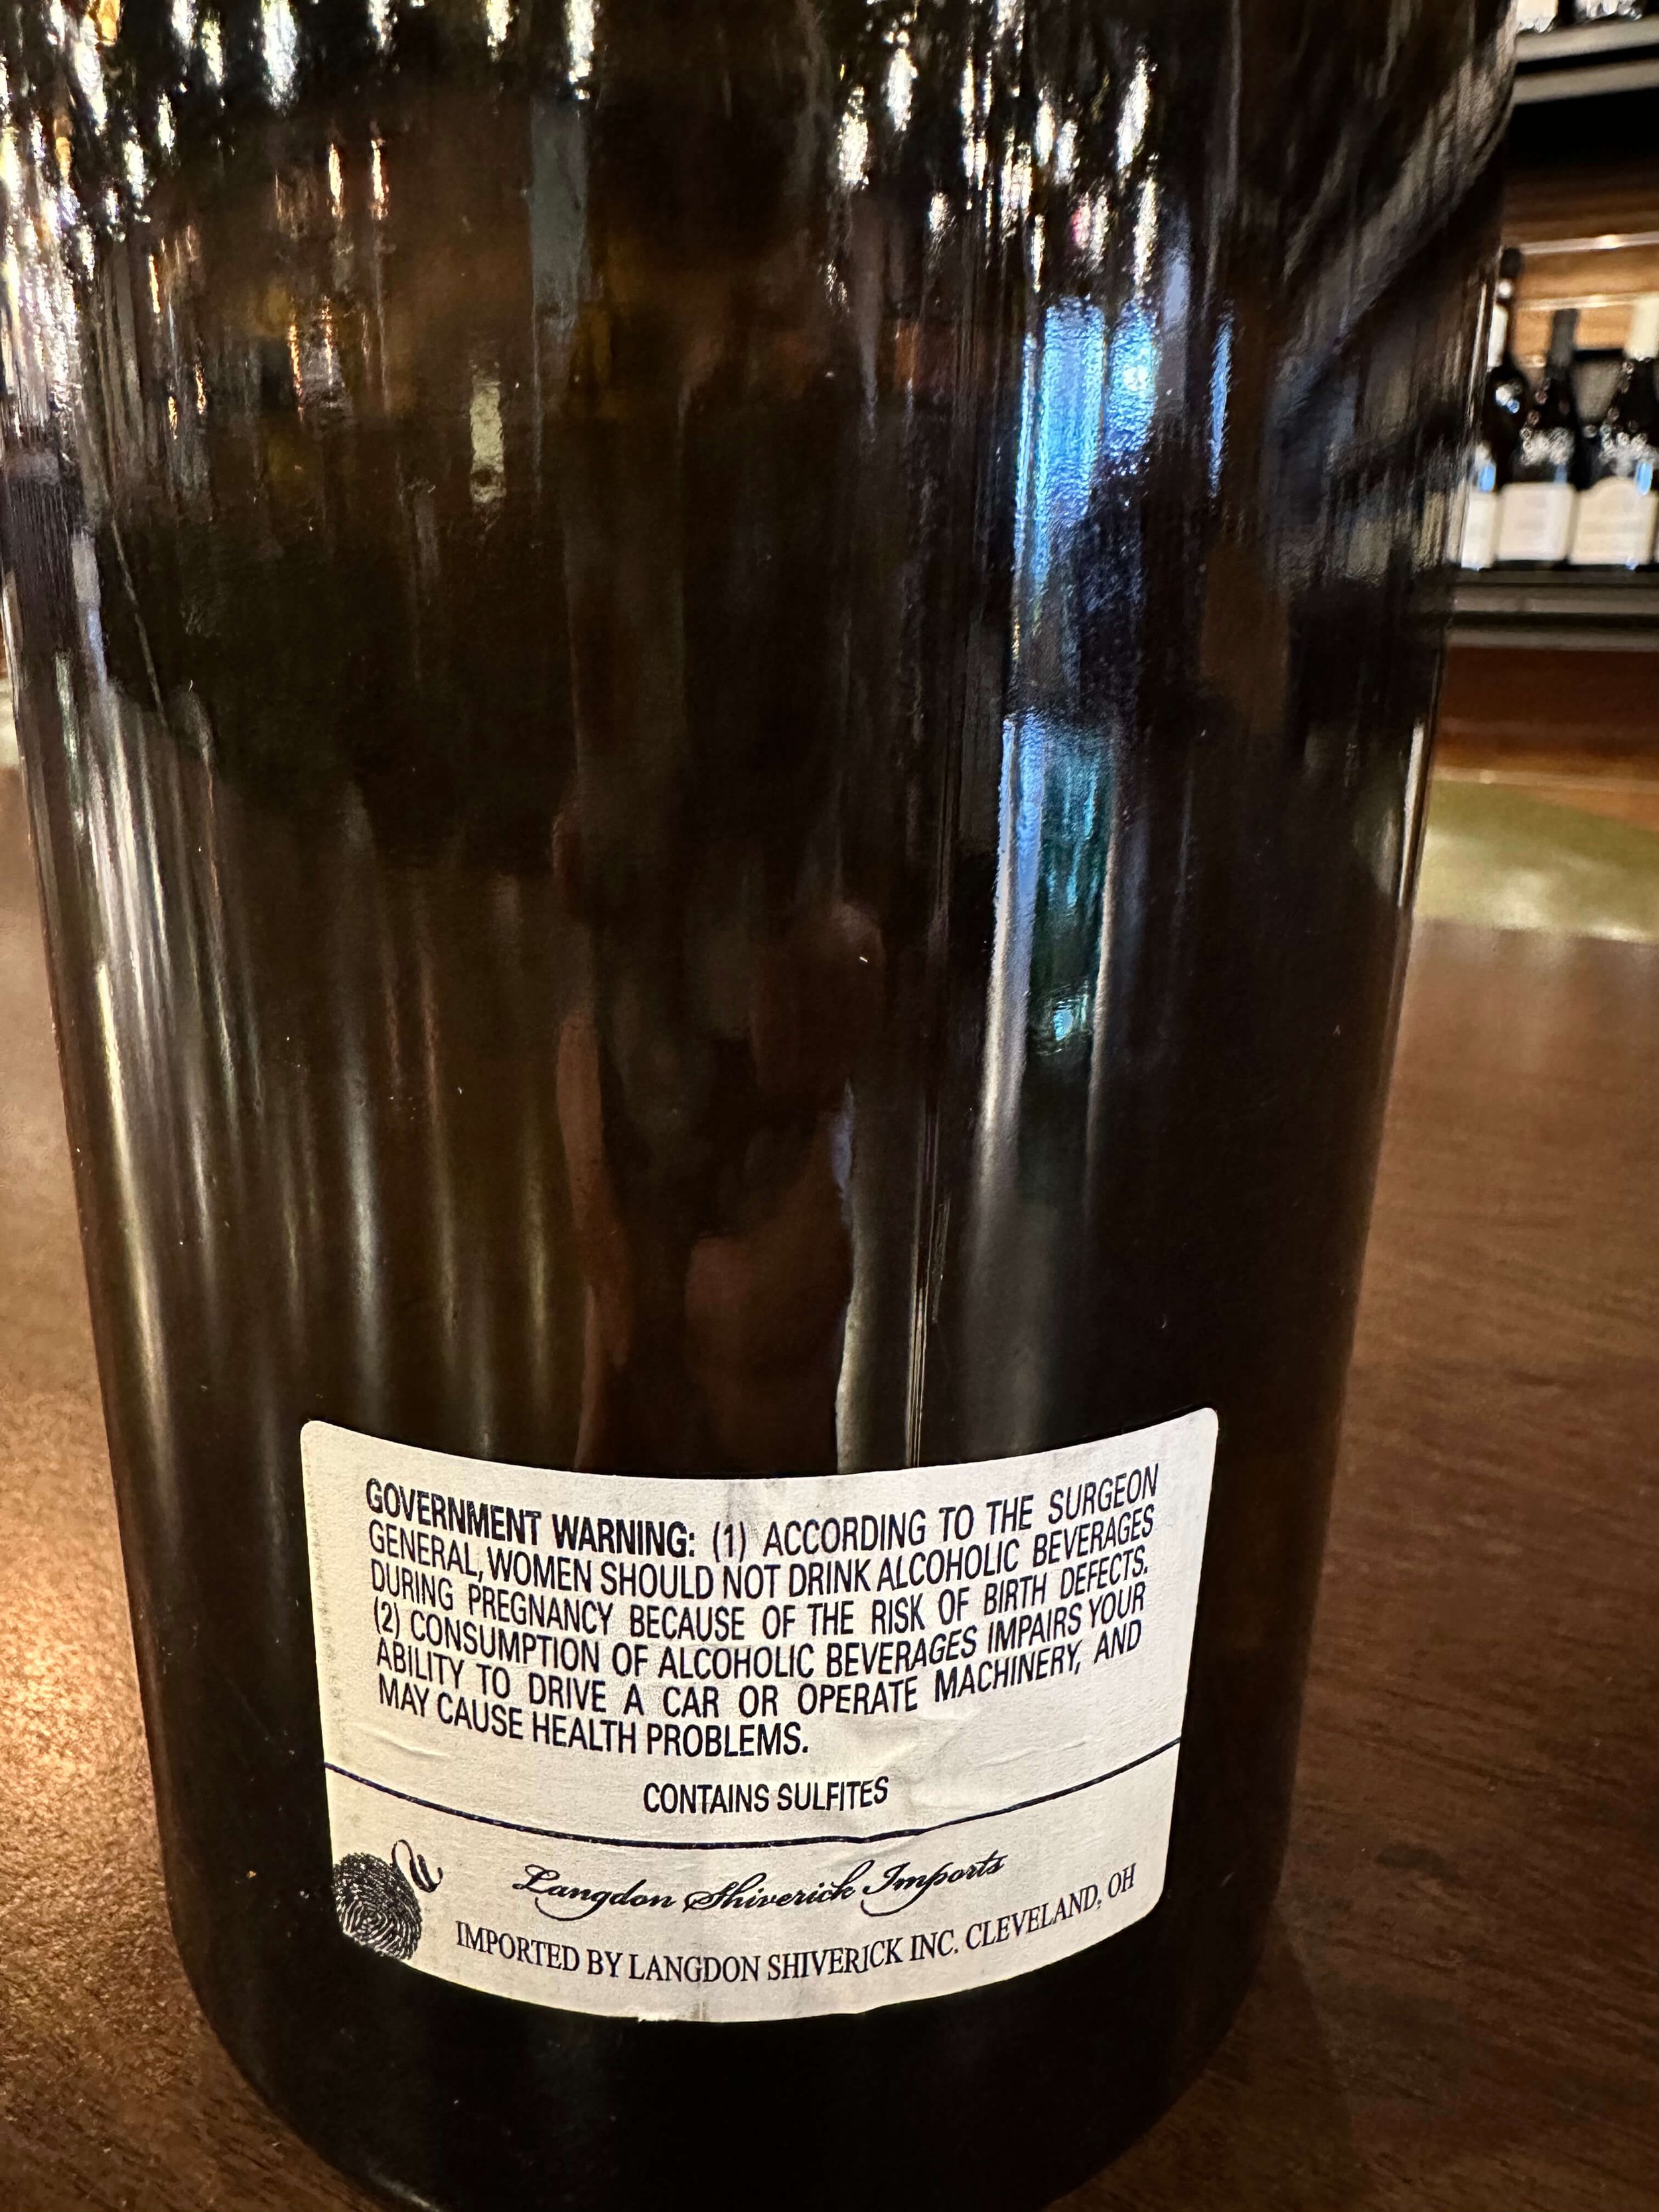 GOVERNMENT WARNING: (1) ACCORDING TO THE SURGEON
GENERAL, WOMEN SHOULD NOT DRINK ALCOHOLIC BEVERAGES
DURING PREGNANCY BECAUSE OF THE RISK OF BIRTH DEFECTS.
(2) CONSUMPTION OF ALCOHOLIC BEVERAGES IMPAIRS YOUR
ABILITY TO DRIVE A CAR OR OPERATE MACHINERY, AND
MAY CAUSE HEALTH PROBLEMS.
CONTAINS SULFITES
Langdon Shiverick Imports
IMPORTED BY LANGDON SHIVERICK INC. CLEVELAND, OH